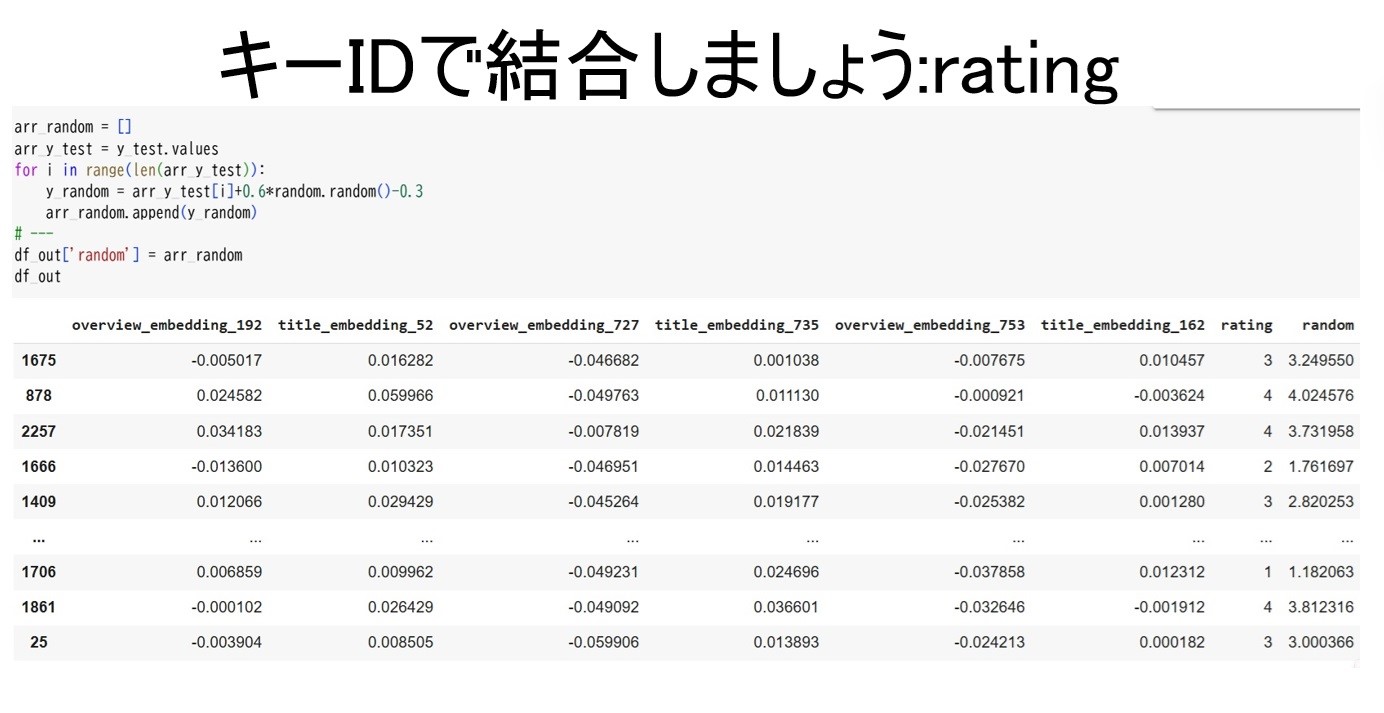 キーIDで結合しましょう:rating
arr_random = []
arr_y_test = y_test.values
for i in range(len(arr_y_test)):
    y_random = arr_y_test[i]+0.6*random.random()-0.3
    arr_random.append(y_random)
# ---
df_out['random'] = arr_random
df_out
overview_embedding_192 title_embedding_52 overview_embedding_727 title_embedding_735 overview_embedding_753 title_embedding_162 rating random
1675 -0.005017 0.016282 -0.046682 0.001038 -0.007675 0.010457 3 3.249550
878 0.024582 0.059966 -0.049763 0.011130 -0.000921 -0.003624 4 4.024576
2257 0.034183 0.017351 -0.007819 0.021839 -0.021451 0.013937 4 3.731958
1666 -0.013600 0.010323 -0.046951 0.014463 -0.027670 0.007014 2 1.761697
1409 0.012066 0.029429 -0.045264 0.019177 -0.025382 0.001280 3 2.820253
... ... ... ... ... ... ... ... ...
1706 0.006859 0.009962 -0.049231 0.024696 -0.037858 0.012312 1 1.182063
1861 -0.000102 0.026429 -0.049092 0.036601 -0.032646 -0.001912 4 3.812316
25 -0.003904 0.008505 -0.059906 0.013893 -0.024213 0.000182 3 3.000366